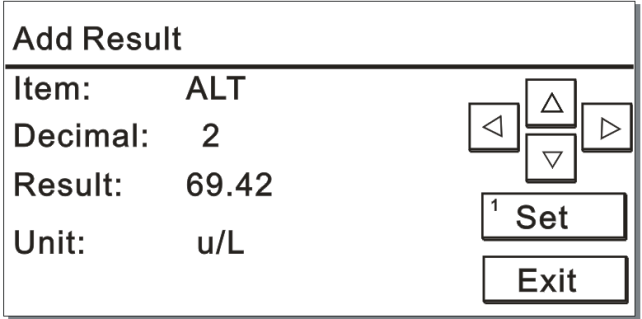 Add Result
Item: ALT
Decimal: 2
Result: 69.42
Unit: u/L
1 Set
Exit